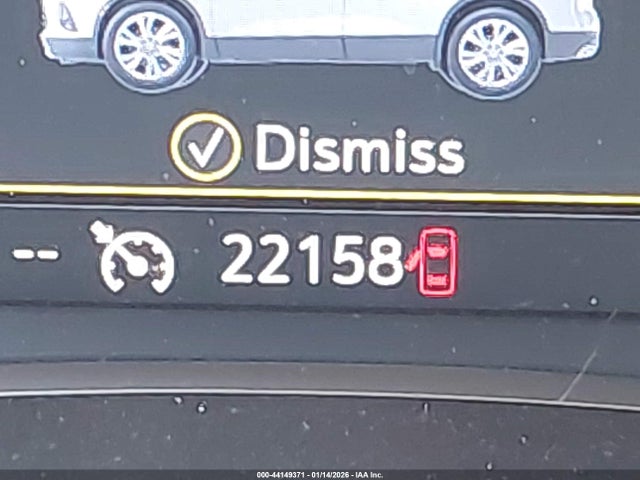 Dismiss
-- 22158
000-44149371 - 01/14/2026 - IAA Inc.